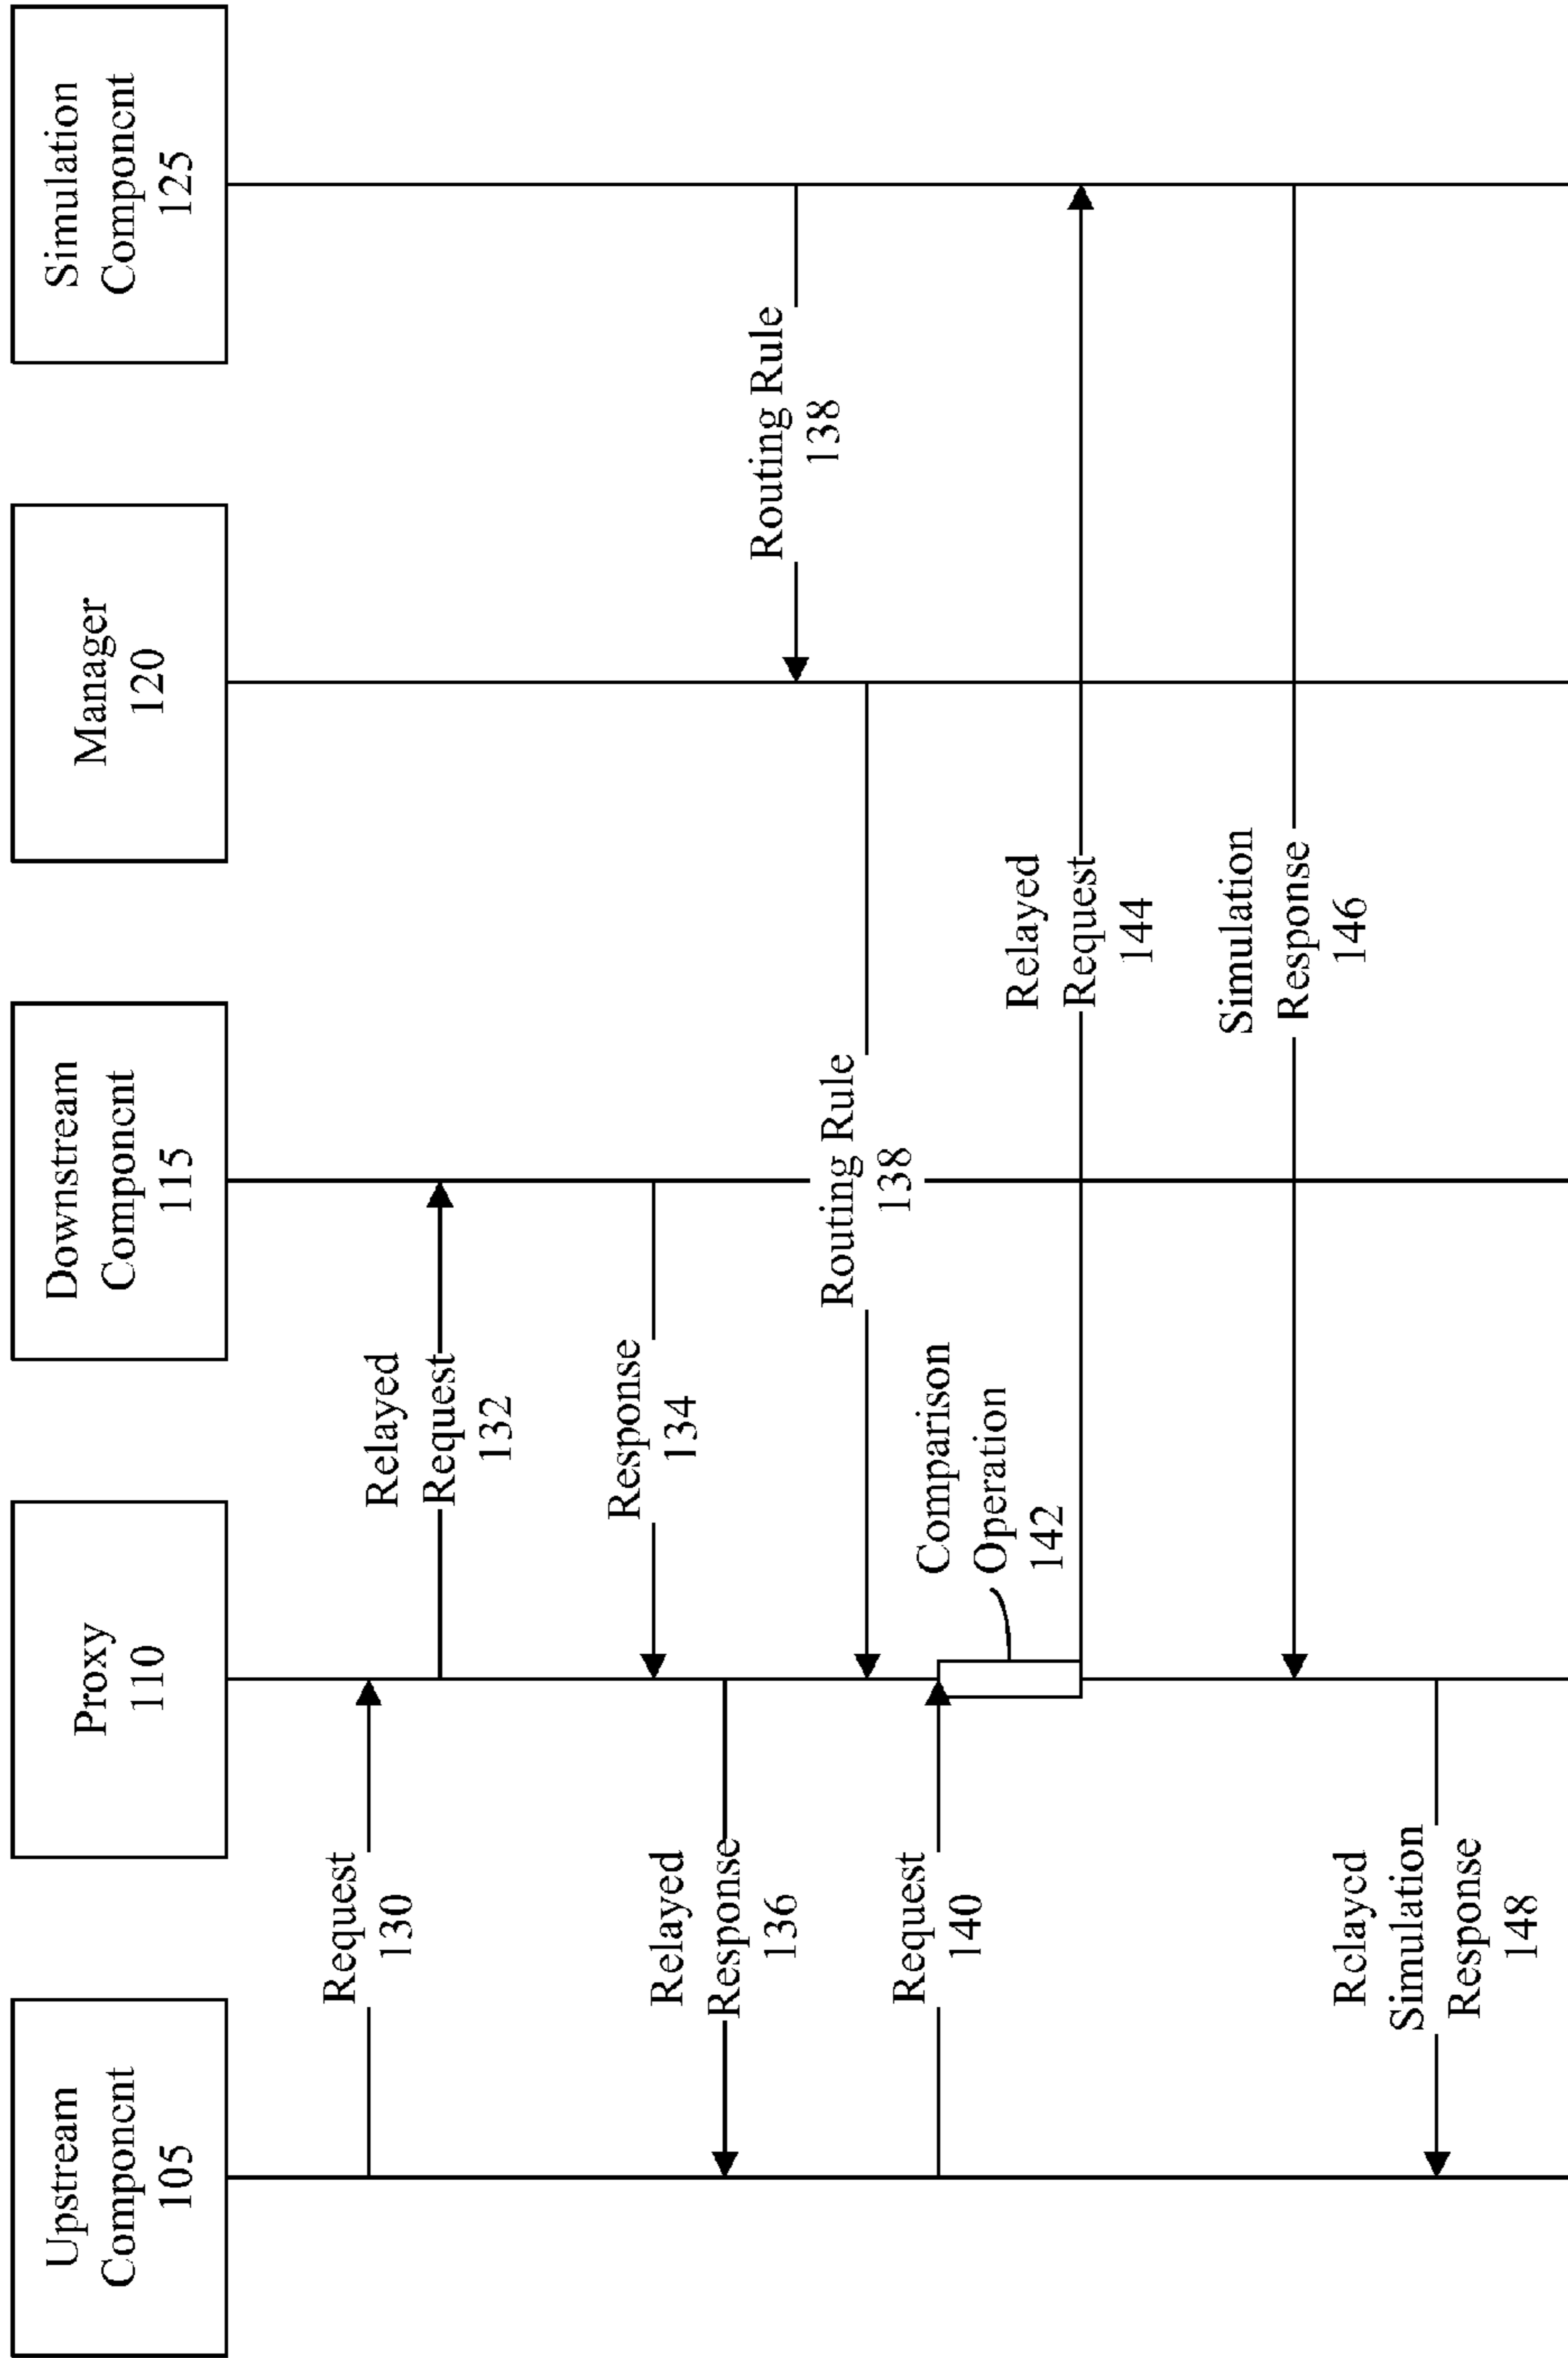 Upstream
Component
105
Proxy
110
Downstream
Component
115
Manager
120
Simulation
Component
125
Request
130
Relayed
Request
132
Response
134
Relayed
Response
136
Routing Rule
138
Routing Rule
138
Request
140
Comparison
Operation
142
Relayed
Request
144
Simulation
Response
146
Relayed
Simulation
Response
148